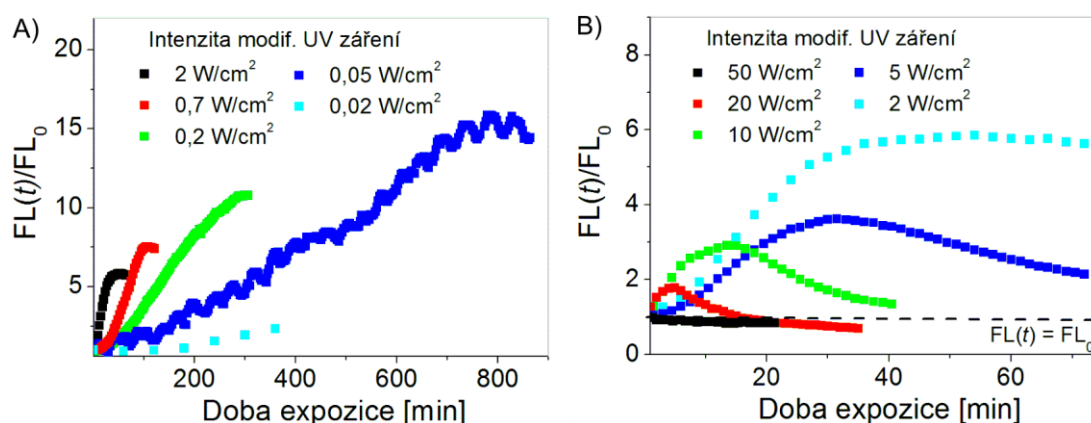 A)
FL(t)/FL0
20
15
10
5
Intenzita modif. UV záření
2 W/cm²
0,05 W/cm²
0,7 W/cm²
0,02 W/cm²
0,2 W/cm²
200
400
600
800
Doba expozice [min]
B)
FL(t)/FL0
8
6
4
2
0
Intenzita modif. UV záření
50 W/cm²
5 W/cm²
20 W/cm²
2 W/cm²
10 W/cm²
FL(t) = FL0
20
40
60
Doba expozice [min]